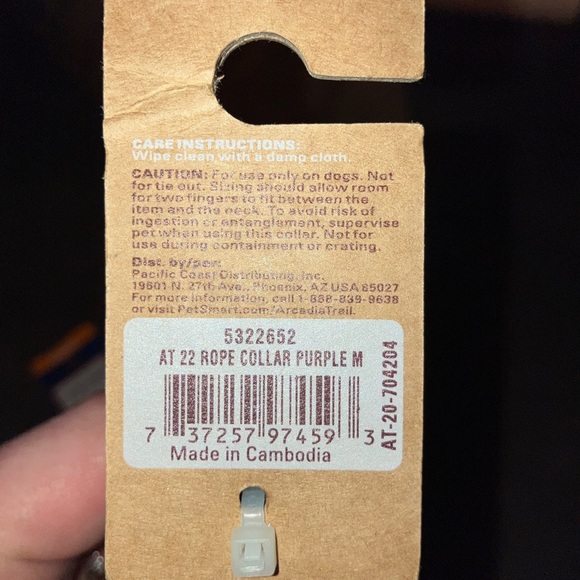 CARE INSTRUCTIONS:
Wipe clean with a damp cloth.
CAUTION: For use only on dogs. Not
for tie out. Sizing should allow room
for two fingers to fit between the
item and the neck. To avoid risk of
ingestion or entanglement, supervise
pet when using this collar. Not for
use during containment or crating.
Dist. by/par:
Pacific Coast Distributing, Inc.
19601 N. 27th Ave., Phoenix, AZ USA 85027
For more information, call 1-888-839-9638
or visit PetSmart.com/ArcadiaTrail.
5322652
AT 22 ROPE COLLAR PURPLE M
7 37257 97459 3
Made in Cambodia
AT-20-704204